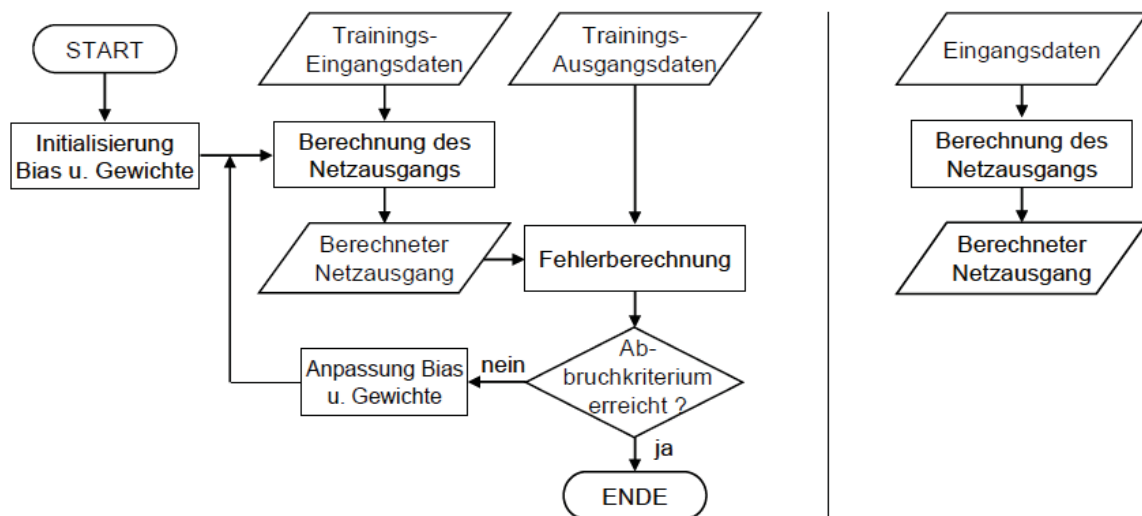 START
Trainings-
Eingangsdaten
Trainings-
Ausgangsdaten
Initialisierung
Bias u. Gewichte
Berechnung des
Netzausgangs
Berechneter
Netzausgang
Fehlerberechnung
Ab-
bruchkriterium
erreicht ?
nein
Anpassung Bias
u. Gewichte
ja
ENDE
Eingangsdaten
Berechnung des
Netzausgangs
Berechneter
Netzausgang